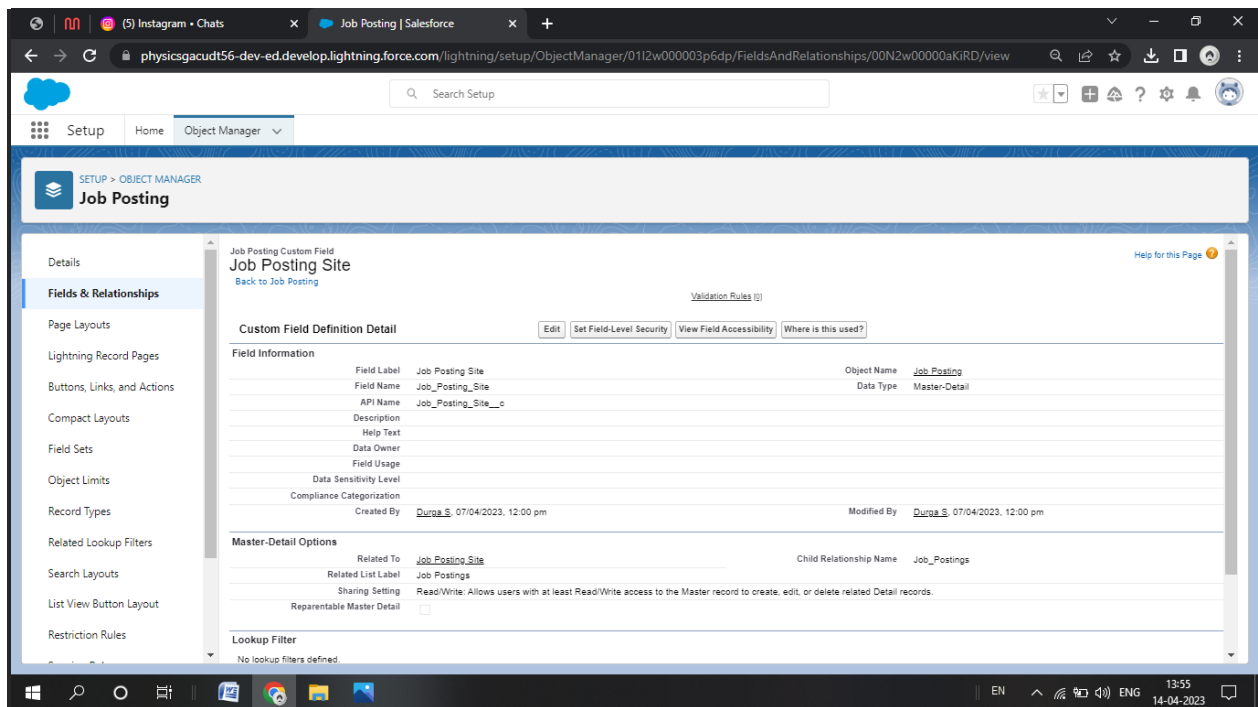 (5) Instagram • Chats
Job Posting | Salesforce
physicsgacudt56-dev-ed.develop.lightning.force.com/lightning/setup/ObjectManager/01I2w000003p6dp/FieldsAndRelationships/00N2w00000aKiRD/view
Search Setup
Setup Home Object Manager
SETUP > OBJECT MANAGER
Job Posting
Details
Fields & Relationships
Page Layouts
Lightning Record Pages
Buttons, Links, and Actions
Compact Layouts
Field Sets
Object Limits
Record Types
Related Lookup Filters
Search Layouts
List View Button Layout
Restriction Rules
Job Posting Custom Field
Job Posting Site
Back to Job Posting
Help for this Page
Validation Rules [0]
Custom Field Definition Detail Edit Set Field-Level Security View Field Accessibility Where is this used?
Field Information
Field Label Job Posting Site Object Name Job Posting
Field Name Job_Posting_Site Data Type Master-Detail
API Name Job_Posting_Site__c
Description
Help Text
Data Owner
Field Usage
Data Sensitivity Level
Compliance Categorization
Created By Durga S, 07/04/2023, 12:00 pm Modified By Durga S, 07/04/2023, 12:00 pm
Master-Detail Options
Related To Job Posting Site Child Relationship Name Job_Postings
Related List Label Job Postings
Sharing Setting Read/Write: Allows users with at least Read/Write access to the Master record to create, edit, or delete related Detail records.
Reparentable Master Detail
Lookup Filter
No lookup filters defined.
EN ENG 13:55
14-04-2023